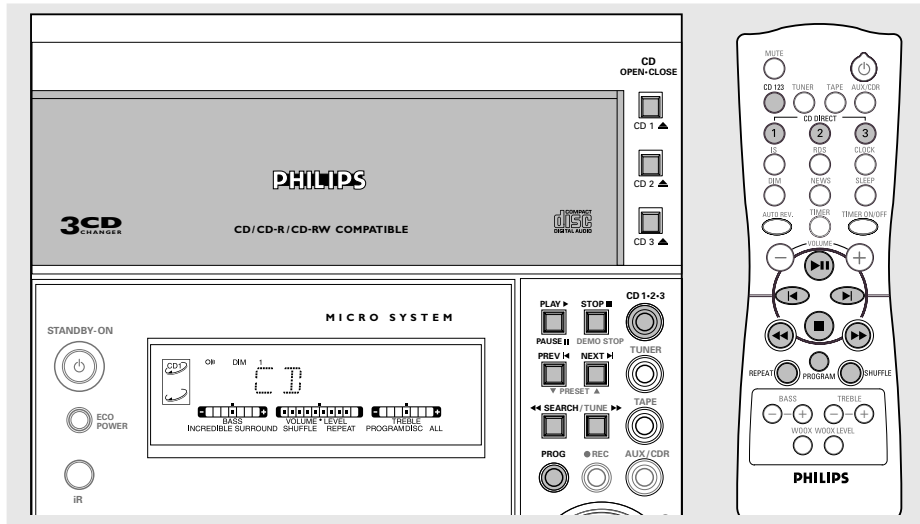 CD
OPEN•CLOSE
CD 1 ⏏
CD 2 ⏏
CD 3 ⏏
PHILIPS
3CD
CHANGER
CD/CD-R/CD-RW COMPATIBLE
COMPACT
disc
DIGITAL AUDIO
MICRO SYSTEM
STANDBY-ON
ECO
POWER
iR
CD1
DIM 1
CD
BASS VOLUME LEVEL TREBLE
INCREDIBLE SURROUND SHUFFLE REPEAT PROGRAM DISC ALL
PLAY ▶ STOP ■ CD 1•2•3
PAUSE II DEMO STOP
TUNER
PREV |◀ NEXT ▶|
▼ PRESET ▲
TAPE
◀◀ SEARCH/TUNE ▶▶
PROG ● REC AUX/CDR
MUTE
CD 123 TUNER TAPE AUX/CDR
CD DIRECT
1 2 3
IS RDS CLOCK
DIM NEWS SLEEP
AUTO REV. TIMER TIMER ON/OFF
VOLUME
− +
▶II
|◀ ▶|
■
◀◀ ▶▶
REPEAT PROGRAM SHUFFLE
BASS TREBLE
− + − +
WOOX WOOX LEVEL
PHILIPS